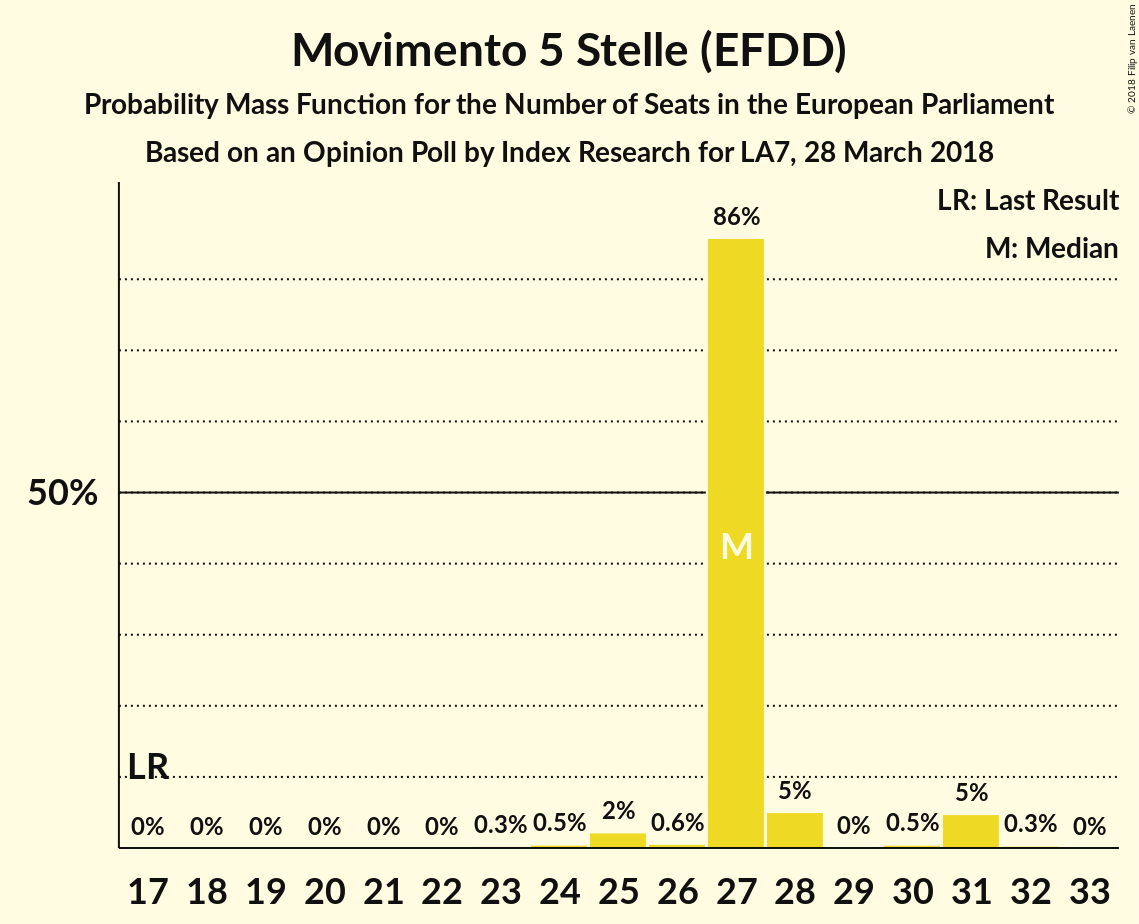 Movimento 5 Stelle (EFDD)
Probability Mass Function for the Number of Seats in the European Parliament
Based on an Opinion Poll by Index Research for LA7, 28 March 2018
© 2018 Filip van Laenen
LR: Last Result
M: Median
86%
50%
M
LR
0% 0% 0% 0% 0% 0% 0.3% 0.5% 2% 0.6% 5% 0% 0.5% 5% 0.3% 0%
17 18 19 20 21 22 23 24 25 26 27 28 29 30 31 32 33